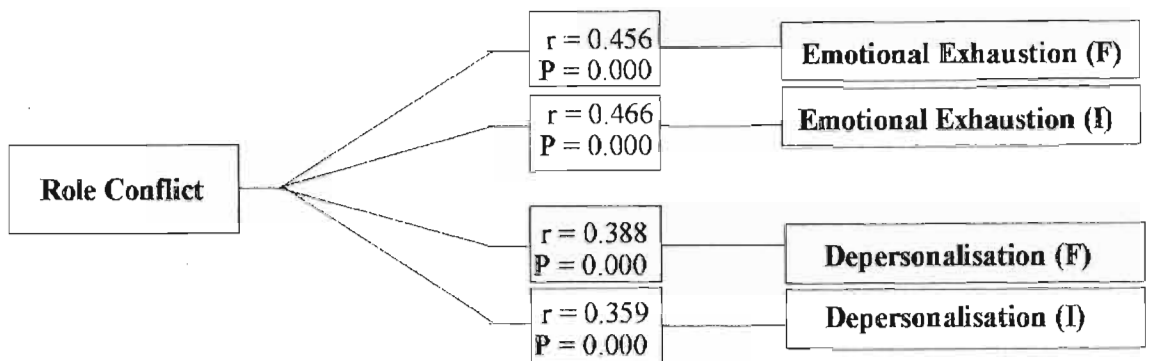 Role Conflict
r = 0.456
P = 0.000
Emotional Exhaustion (F)
r = 0.466
P = 0.000
Emotional Exhaustion (I)
r = 0.388
P = 0.000
Depersonalisation (F)
r = 0.359
P = 0.000
Depersonalisation (I)